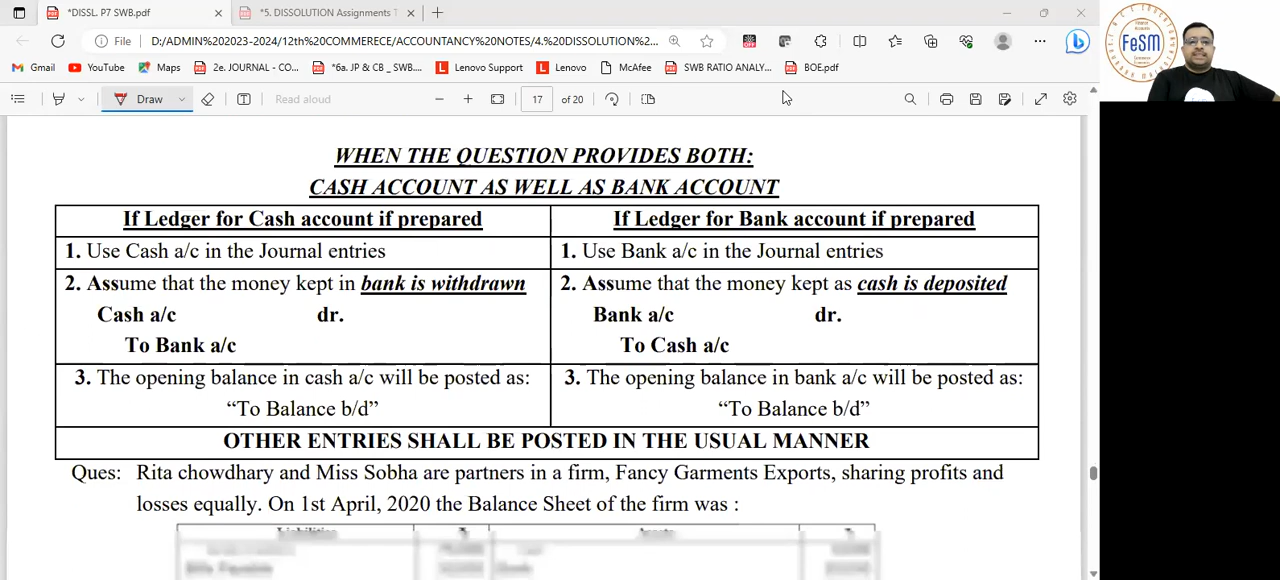 *DISSL. P7 SWB.pdf
*5. DISSOLUTION Assignments T
File
D:/ADMIN%202023-2024/12th%20COMMERCE/ACCOUNTANCY%20NOTES/4.%20DISSOLUTION%2...
OFF
Gmail
YouTube
Maps
2e. JOURNAL - CO...
*6a. JP & CB _ SWB....
Lenovo Support
Lenovo
McAfee
SWB RATIO ANALY...
BOE.pdf
Draw
Read aloud
17
of 20
FeSM
WHEN THE QUESTION PROVIDES BOTH:
CASH ACCOUNT AS WELL AS BANK ACCOUNT
If Ledger for Cash account if prepared
If Ledger for Bank account if prepared
1. Use Cash a/c in the Journal entries
1. Use Bank a/c in the Journal entries
2. Assume that the money kept in bank is withdrawn
Cash a/c dr.
To Bank a/c
2. Assume that the money kept as cash is deposited
Bank a/c dr.
To Cash a/c
3. The opening balance in cash a/c will be posted as:
“To Balance b/d”
3. The opening balance in bank a/c will be posted as:
“To Balance b/d”
OTHER ENTRIES SHALL BE POSTED IN THE USUAL MANNER
Ques: Rita chowdhary and Miss Sobha are partners in a firm, Fancy Garments Exports, sharing profits and
losses equally. On 1st April, 2020 the Balance Sheet of the firm was :
Liabilities
Assets
Bills Payable
Bank